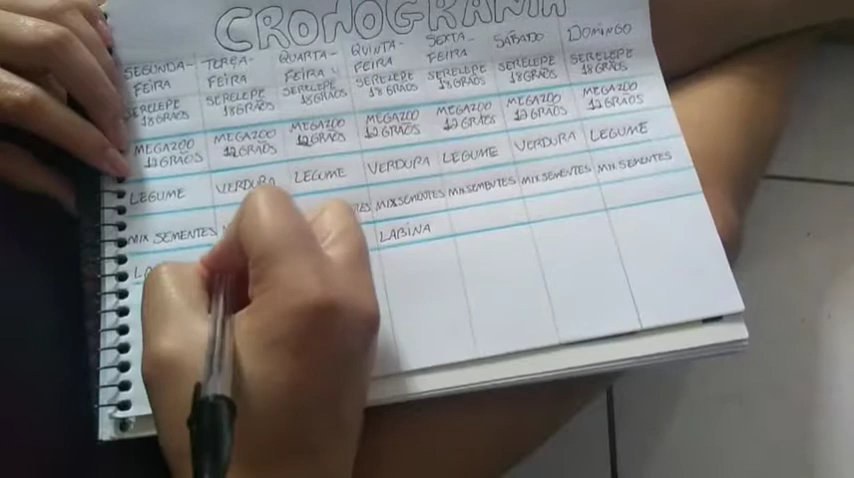 CRONOGRAMA
SEGUNDA-FEIRA TERÇA-FEIRA QUARTA-FEIRA QUINTA-FEIRA SEXTA-FEIRA SÁBADO DOMINGO
SERELEPE 18GRÃOS SERELEPE 18GRÃOS SERELEPE 18GRÃOS SERELEPE 18GRÃOS SERELEPE 18GRÃOS SERELEPE 18GRÃOS SERELEPE 18GRÃOS
MEGAZOO 12GRÃOS MEGAZOO 12GRÃOS MEGAZOO 12GRÃOS MEGAZOO 12GRÃOS MEGAZOO 12GRÃOS MEGAZOO 12GRÃOS MEGAZOO 12GRÃOS
LEGUME VERDURA LEGUME VERDURA LEGUME VERDURA LEGUME
MIX SEMENTES MIX SEMENTES MIX SEMENTES MIX SEMENTES MIX SEMENTES
LABINA